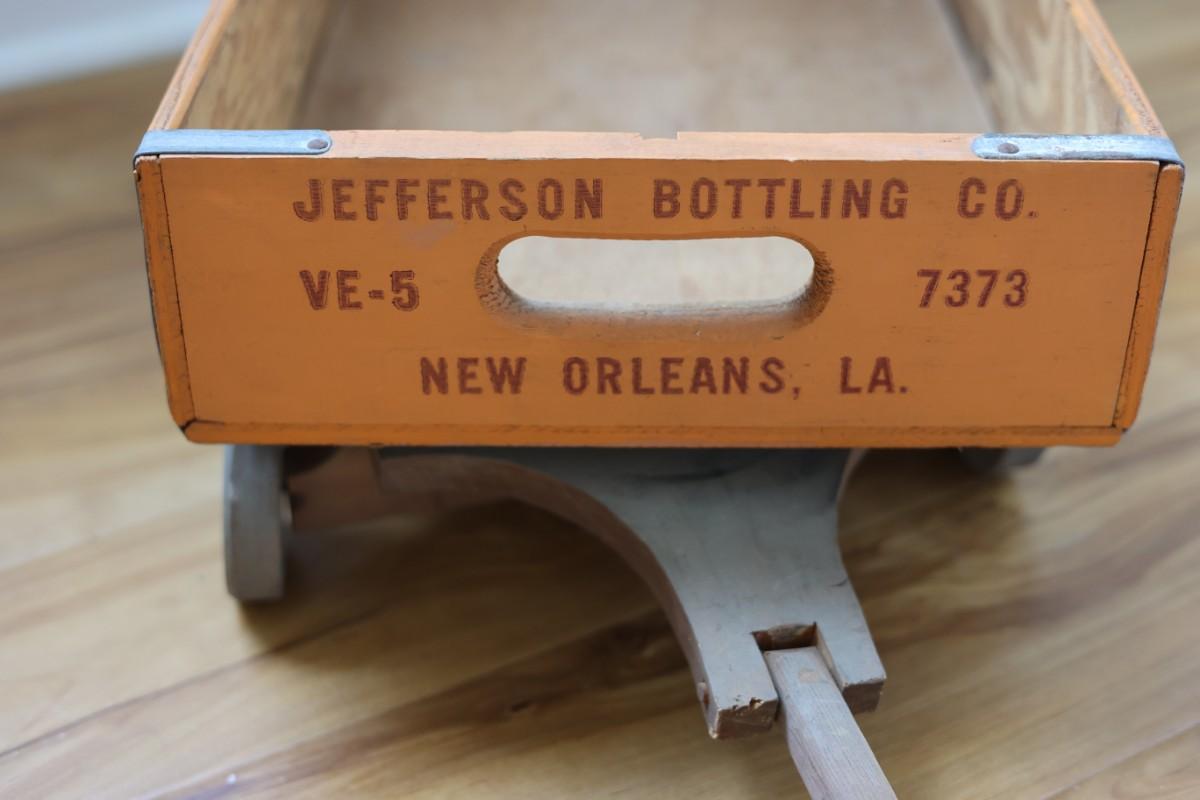 JEFFERSON BOTTLING CO.
VE-5 7373
NEW ORLEANS, LA.